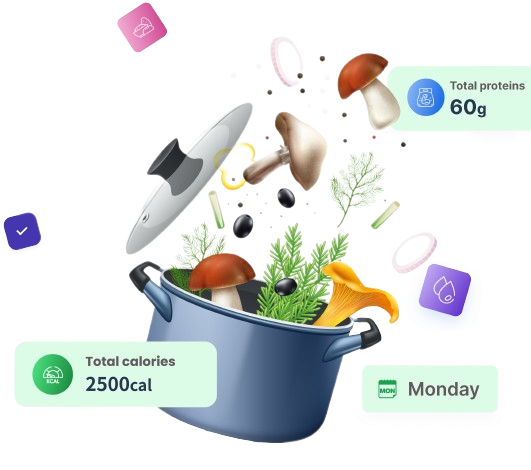 Total proteins
60g
Total calories
2500cal
KCAL
MON
Monday